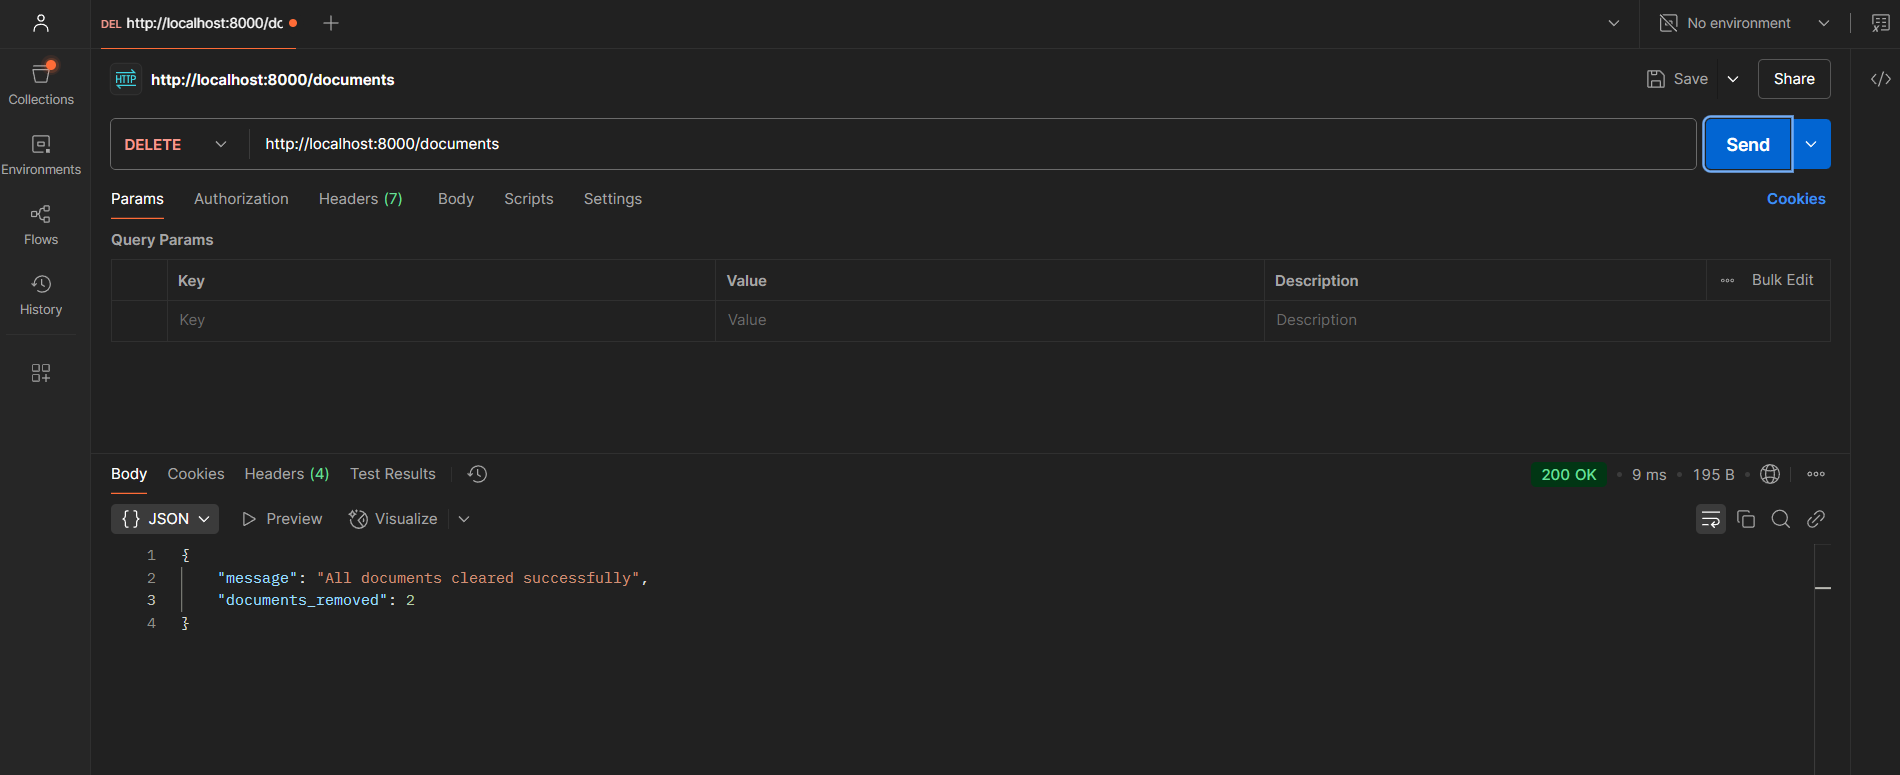 DEL http://localhost:8000/dc
No environment
Collections
Environments
Flows
History
HTTP http://localhost:8000/documents
Save
Share
DELETE http://localhost:8000/documents
Send
Params Authorization Headers (7) Body Scripts Settings
Cookies
Query Params
Key Value Description Bulk Edit
Key Value Description
Body Cookies Headers (4) Test Results
200 OK • 9 ms • 195 B •
{} JSON Preview Visualize
1 {
2 "message": "All documents cleared successfully",
3 "documents_removed": 2
4 }